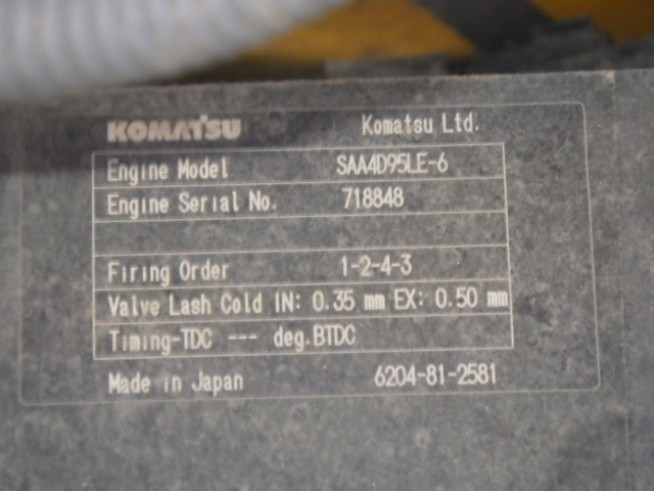 KOMATSU Komatsu Ltd.
Engine Model SAA4D95LE-6
Engine Serial No. 718848
Firing Order 1-2-4-3
Valve Lash Cold IN: 0.35 mm EX: 0.50 mm
Timing-TDC --- deg.BTDC
Made in Japan 6204-81-2581